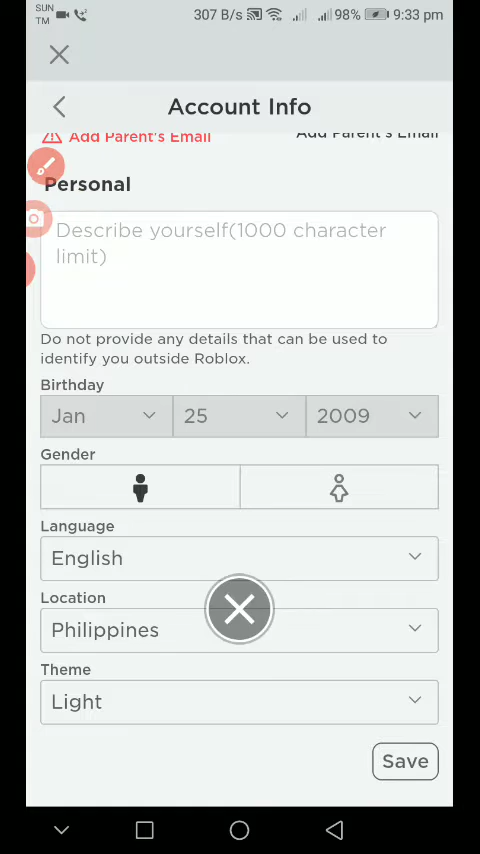 SUN
TM
307 B/s 98% 9:33 pm
Account Info
Add Parent's Email Add Parent's Email
Personal
Describe yourself(1000 character
limit)
Do not provide any details that can be used to
identify you outside Roblox.
Birthday
Jan 25 2009
Gender
Language
English
Location
Philippines
Theme
Light
Save